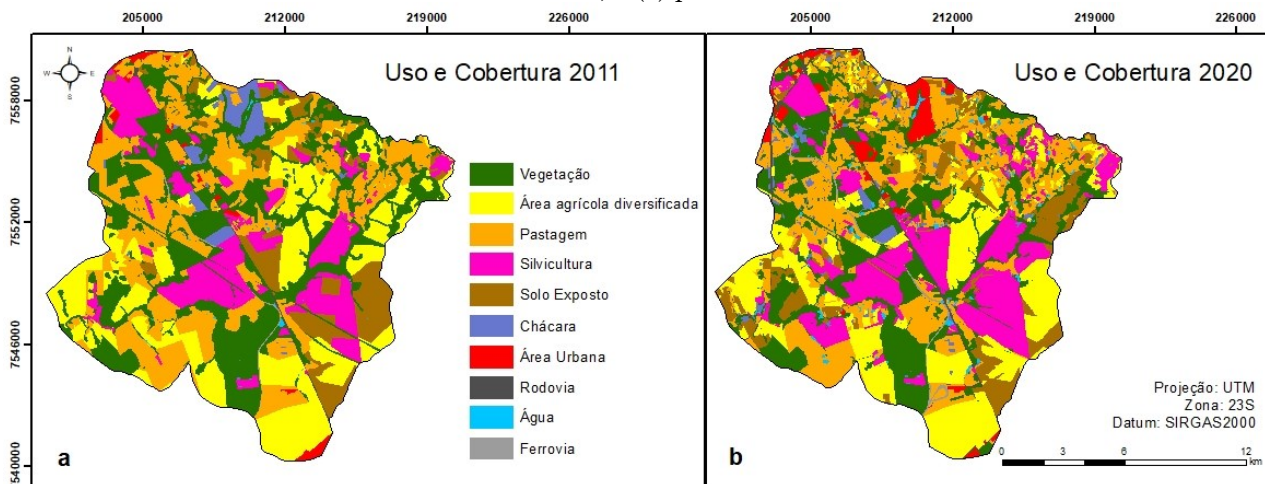 205000 212000 219000 226000 205000 212000 219000 226000
N
W E
S
Uso e Cobertura 2011
Uso e Cobertura 2020
7558000
7552000
7546000
540000
Vegetação
Área agrícola diversificada
Pastagem
Silvicultura
Solo Exposto
Chácara
Área Urbana
Rodovia
Água
Ferrovia
Projeção: UTM
Zona: 23S
Datum: SIRGAS2000
0 3 6 12
km
a
b